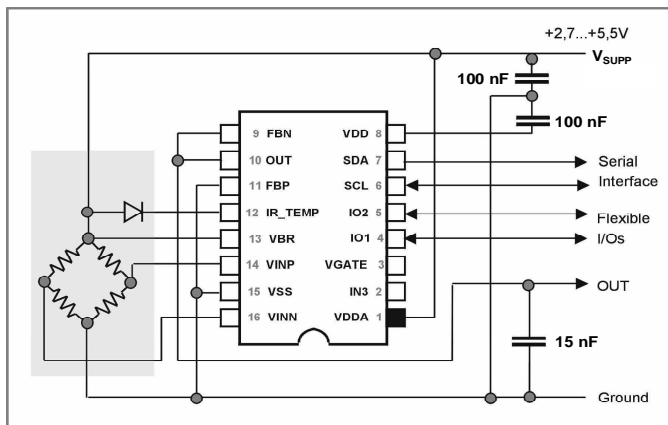 +2,7...+5,5V
VSUPP
100 nF
100 nF
9 FBN VDD 8
10 OUT SDA 7
Serial
11 FBP SCL 6
Interface
12 IR_TEMP IO2 5
Flexible
13 VBR IO1 4
I/Os
14 VINP VGATE 3
15 VSS IN3 2
OUT
16 VINN VDDA 1
15 nF
Ground